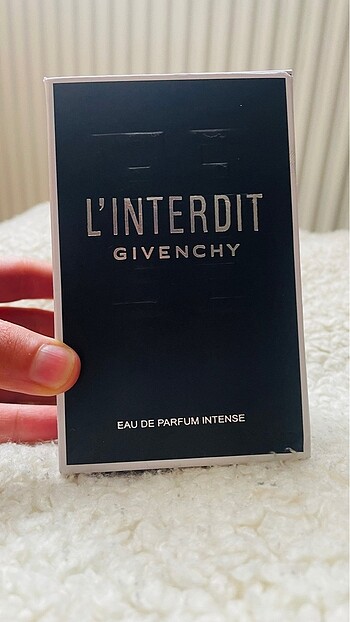 L'INTERDIT
GIVENCHY
EAU DE PARFUM INTENSE